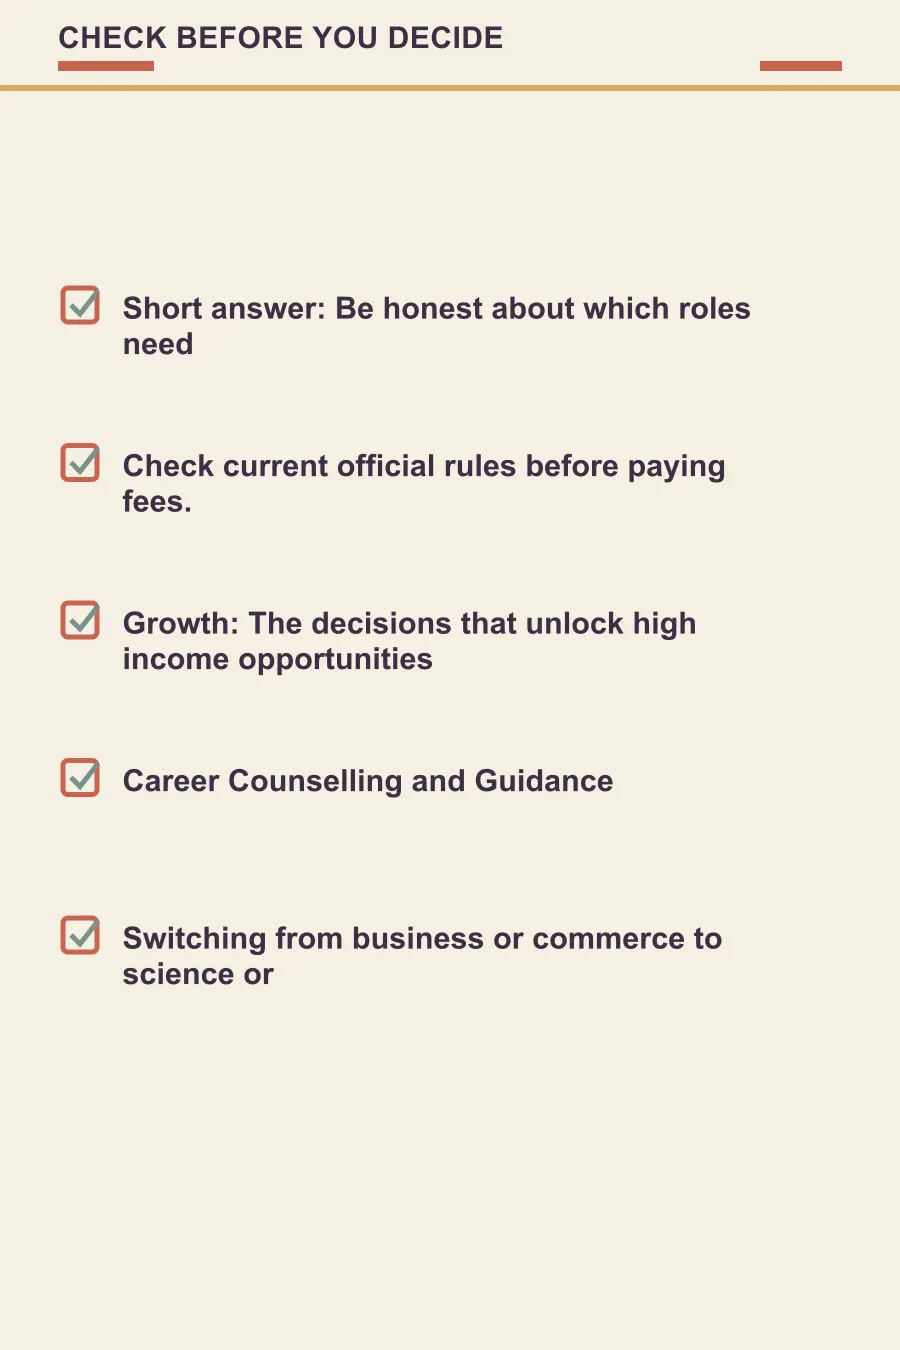 CHECK BEFORE YOU DECIDE
Short answer: Be honest about which roles
need
Check current official rules before paying
fees.
Growth: The decisions that unlock high
income opportunities
Career Counselling and Guidance
Switching from business or commerce to
science or